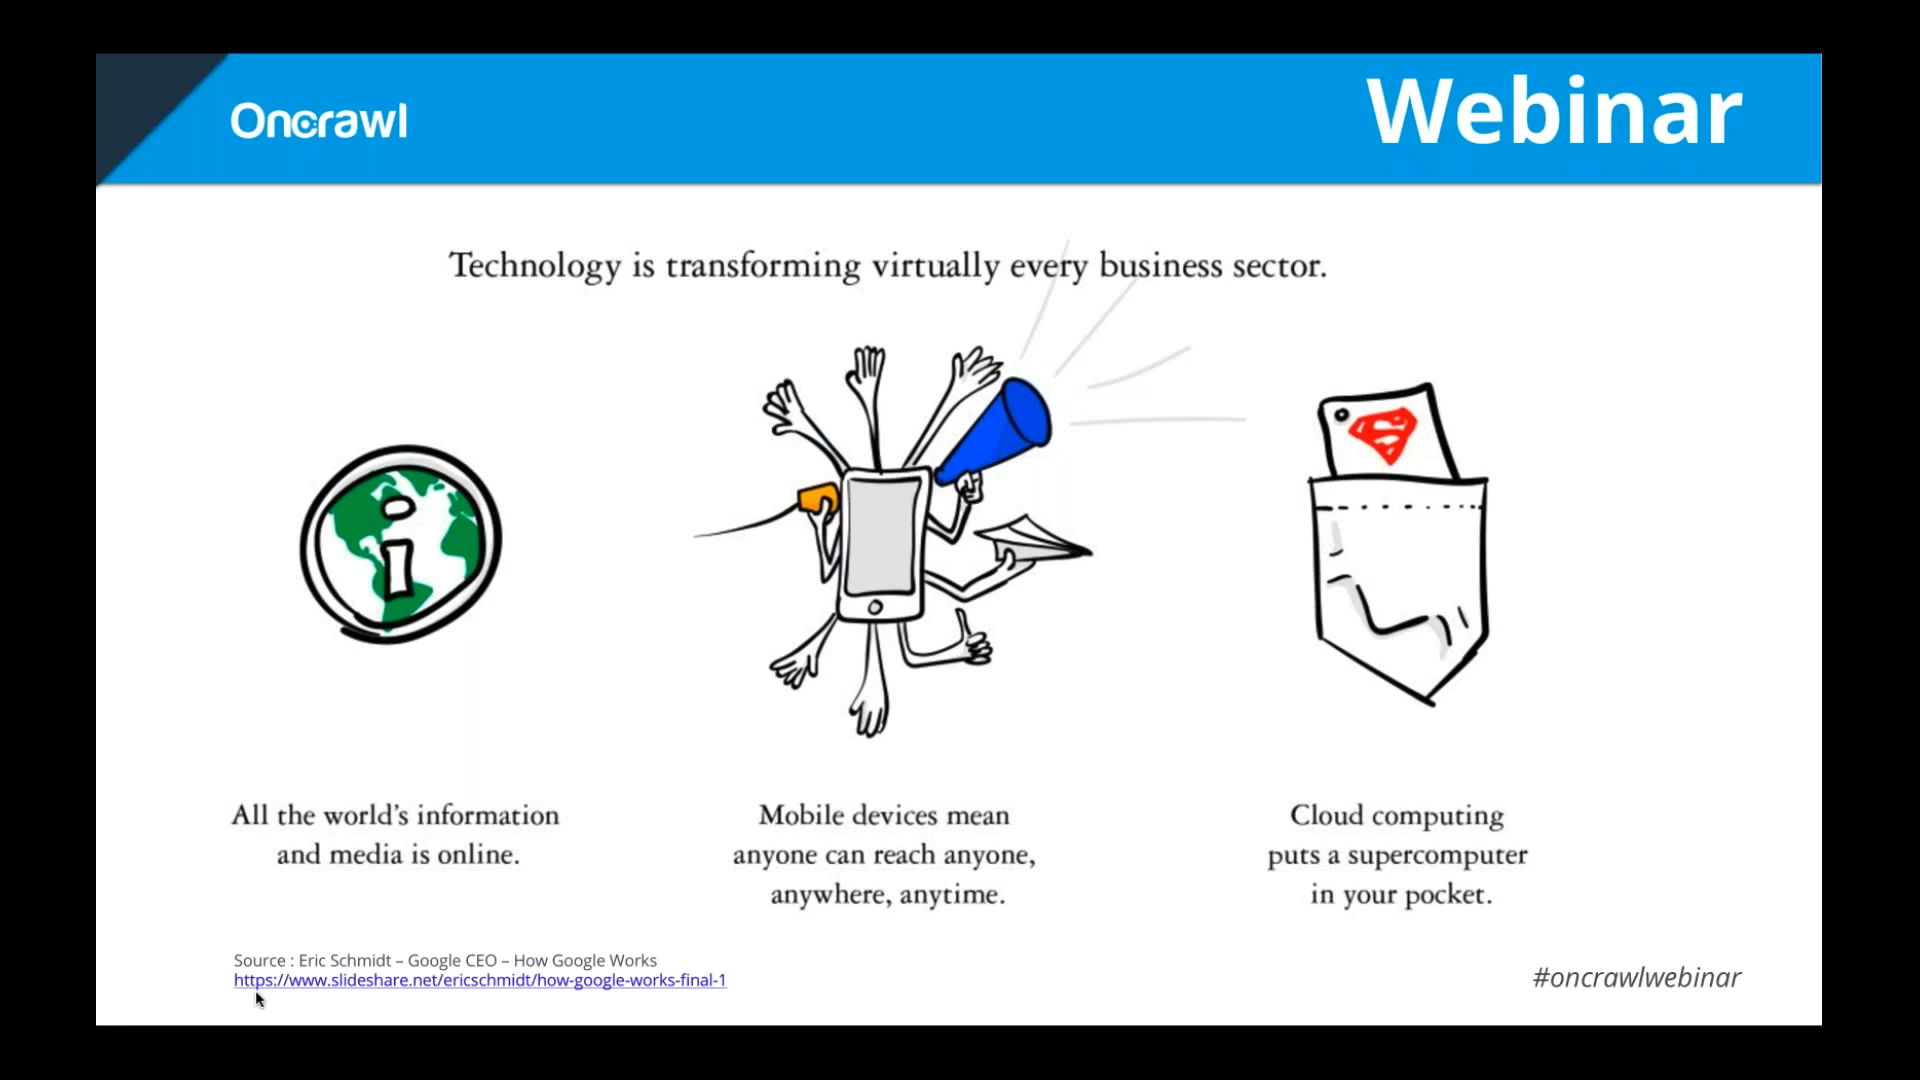 Oncrawl
Webinar
Technology is transforming virtually every business sector.
i
S
All the world's information
and media is online.
Mobile devices mean
anyone can reach anyone,
anywhere, anytime.
Cloud computing
puts a supercomputer
in your pocket.
Source : Eric Schmidt – Google CEO – How Google Works
https://www.slideshare.net/ericschmidt/how-google-works-final-1
#oncrawlwebinar